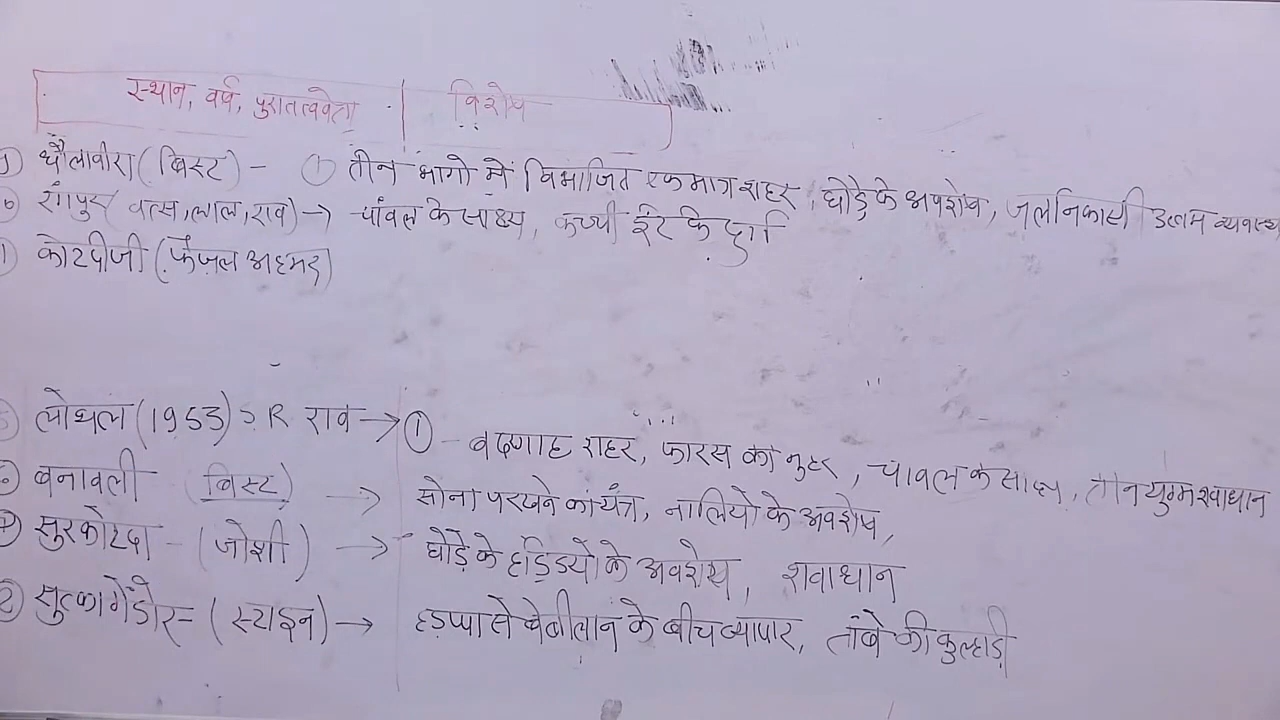 स्थान, वर्ष, पुरातत्ववेता विशेष
धौलावीरा (बिस्ट) - ① तीन भागो में विभाजित एकमात्र शहर, घोड़े के अवशेष, जलनिकासी उत्तम व्यवस्था
रंगपुर वत्स, लाल, राव) → चांवल के साक्ष्य, कच्ची ईंट के दुर्ग
कोटदीजी (फैज़ल अहमद)
लोथल (1953) S.R राव → ① - बंदरगाह शहर, फारस की मुहर, चावल के साक्ष्य, तीन युग्म शवाधान
बनावली (बिस्ट) → सोना परखने का यंत्र, नालियो के अवशेष,
सुरकोटदा - (जोशी) → घोड़े के हड्डियों के अवशेस, शवाधान
सुत्कागेंडोर - (स्टाइन) → हड़प्पा से बेबीलान के बीच व्यापार, तांबे की कुल्हाड़ी